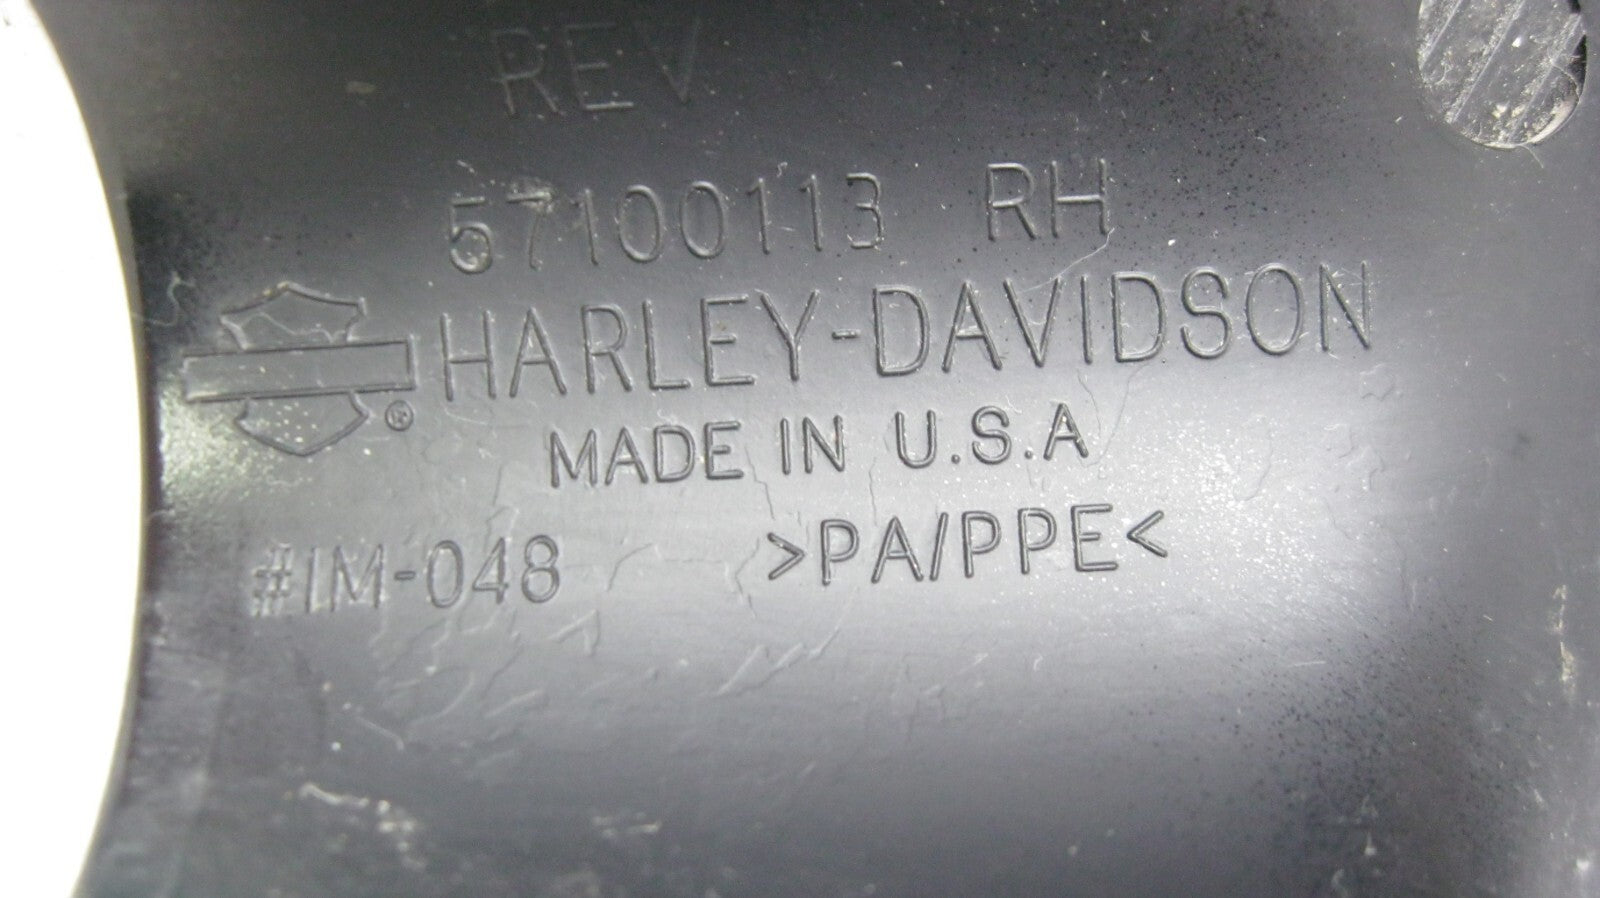 REV
57100113 RH
HARLEY-DAVIDSON
®
MADE IN U.S.A
#IM-048 >PA/PPE<